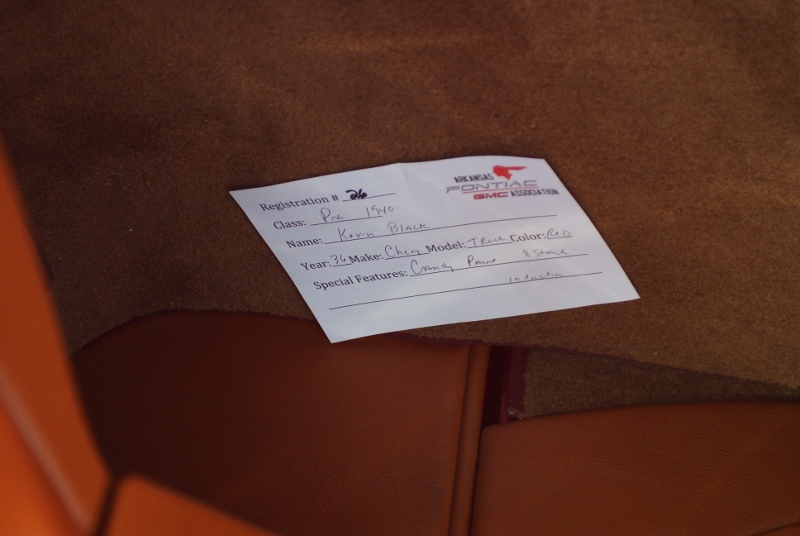 ARKANSAS
PONTIAC
GMC ASSOCIATION
Registration # 26
Class: Pre 1940
Name: Kevin Black
Year: 36 Make: Chevy Model: Truck Color: Red
Special Features: Candy Paint 8 Stack
induction